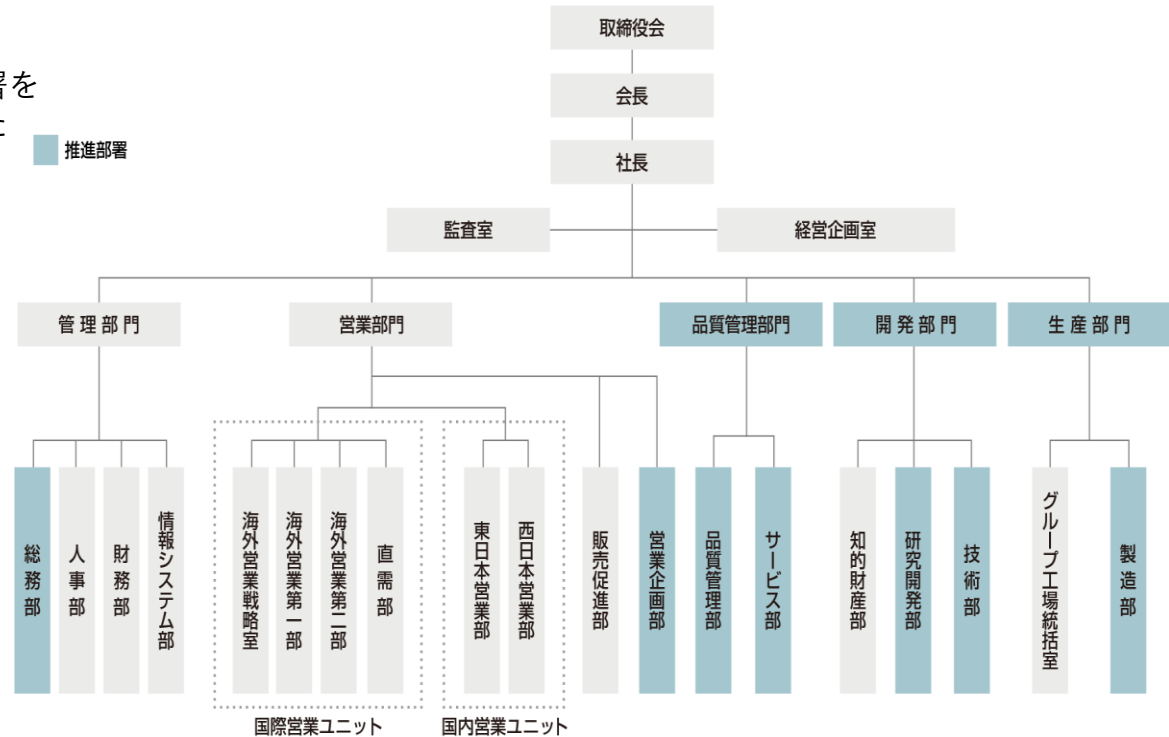 取締役会
署を
会長
に
推進部署
社長
監査室
経営企画室
管理部門
営業部門
品質管理部門
開発部門
生産部門
総務部
人事部
財務部
情報システム部
海外営業戦略室
海外営業第一部
海外営業第二部
直需部
東日本営業部
西日本営業部
販売促進部
営業企画部
品質管理部
サービス部
知的財産部
研究開発部
技術部
グループ工場統括室
製造部
国際営業ユニット
国内営業ユニット